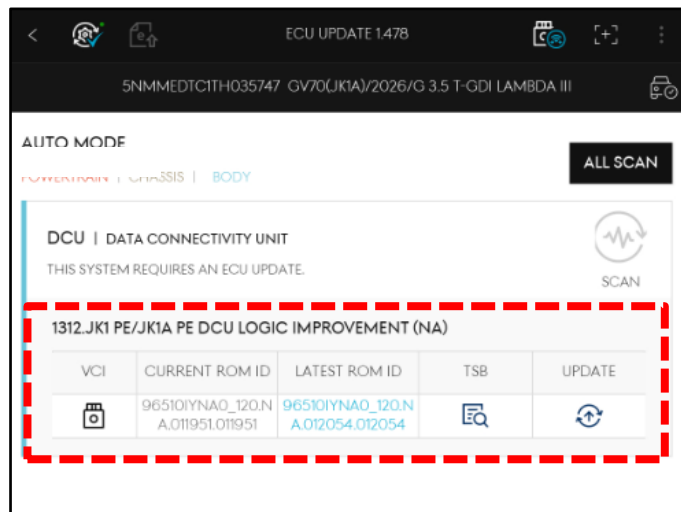 ECU UPDATE 1.478
5NMMEDTC1TH035747 GV70(JK1A)/2026/G 3.5 T-GDI LAMBDA III
AUTO MODE
ALL SCAN
POWERTRAIN | CHASSIS | BODY
DCU | DATA CONNECTIVITY UNIT
THIS SYSTEM REQUIRES AN ECU UPDATE.
SCAN
1312.JK1 PE/JK1A PE DCU LOGIC IMPROVEMENT (NA)
VCI CURRENT ROM ID LATEST ROM ID TSB UPDATE
96510IYNA0_120.N 96510IYNA0_120.N
A.011951.011951 A.012054.012054